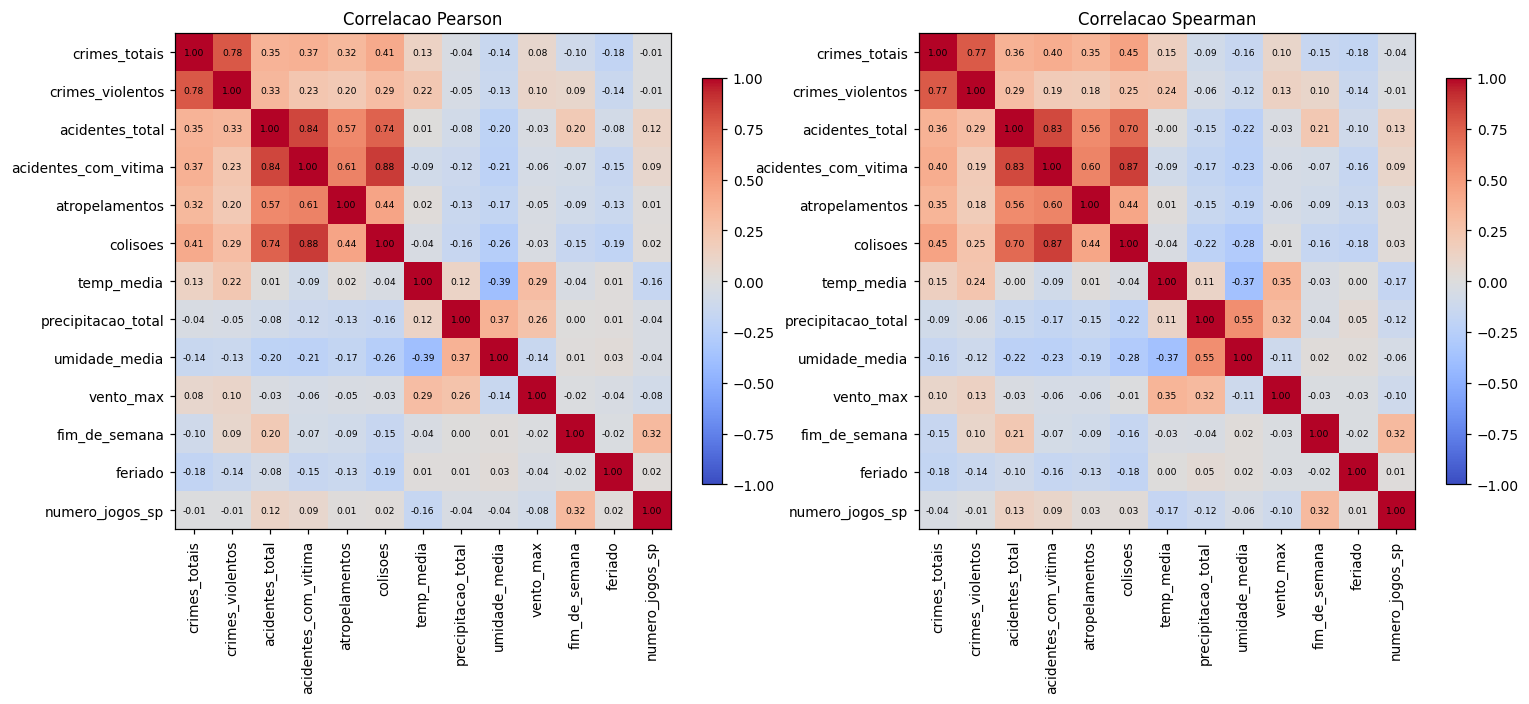 Correlacao Pearson
crimes_totais 1.00 0.78 0.35 0.37 0.32 0.41 0.13 -0.04 -0.14 0.08 -0.10 -0.18 -0.01
crimes_violentos 0.78 1.00 0.33 0.23 0.20 0.29 0.22 -0.05 -0.13 0.10 0.09 -0.14 -0.01
acidentes_total 0.35 0.33 1.00 0.84 0.57 0.74 0.01 -0.08 -0.20 -0.03 0.20 -0.08 0.12
acidentes_com_vitima 0.37 0.23 0.84 1.00 0.61 0.88 -0.09 -0.12 -0.21 -0.06 -0.07 -0.15 0.09
atropelamentos 0.32 0.20 0.57 0.61 1.00 0.44 0.02 -0.13 -0.17 -0.05 -0.09 -0.13 0.01
colisoes 0.41 0.29 0.74 0.88 0.44 1.00 -0.04 -0.16 -0.26 -0.03 -0.15 -0.19 0.02
temp_media 0.13 0.22 0.01 -0.09 0.02 -0.04 1.00 0.12 -0.39 0.29 -0.04 0.01 -0.16
precipitacao_total -0.04 -0.05 -0.08 -0.12 -0.13 -0.16 0.12 1.00 0.37 0.26 0.00 0.01 -0.04
umidade_media -0.14 -0.13 -0.20 -0.21 -0.17 -0.26 -0.39 0.37 1.00 -0.14 0.01 0.03 -0.04
vento_max 0.08 0.10 -0.03 -0.06 -0.05 -0.03 0.29 0.26 -0.14 1.00 -0.02 -0.04 -0.08
fim_de_semana -0.10 0.09 0.20 -0.07 -0.09 -0.15 -0.04 0.00 0.01 -0.02 1.00 -0.02 0.32
feriado -0.18 -0.14 -0.08 -0.15 -0.13 -0.19 0.01 0.01 0.03 -0.04 -0.02 1.00 0.02
numero_jogos_sp -0.01 -0.01 0.12 0.09 0.01 0.02 -0.16 -0.04 -0.04 -0.08 0.32 0.02 1.00
crimes_totais
crimes_violentos
acidentes_total
acidentes_com_vitima
atropelamentos
colisoes
temp_media
precipitacao_total
umidade_media
vento_max
fim_de_semana
feriado
numero_jogos_sp
1.00
0.75
0.50
0.25
0.00
−0.25
−0.50
−0.75
−1.00
Correlacao Spearman
crimes_totais 1.00 0.77 0.36 0.40 0.35 0.45 0.15 -0.09 -0.16 0.10 -0.15 -0.18 -0.04
crimes_violentos 0.77 1.00 0.29 0.19 0.18 0.25 0.24 -0.06 -0.12 0.13 0.10 -0.14 -0.01
acidentes_total 0.36 0.29 1.00 0.83 0.56 0.70 -0.00 -0.15 -0.22 -0.03 0.21 -0.10 0.13
acidentes_com_vitima 0.40 0.19 0.83 1.00 0.60 0.87 -0.09 -0.17 -0.23 -0.06 -0.07 -0.16 0.09
atropelamentos 0.35 0.18 0.56 0.60 1.00 0.44 0.01 -0.15 -0.19 -0.06 -0.09 -0.13 0.03
colisoes 0.45 0.25 0.70 0.87 0.44 1.00 -0.04 -0.22 -0.28 -0.01 -0.16 -0.18 0.03
temp_media 0.15 0.24 -0.00 -0.09 0.01 -0.04 1.00 0.11 -0.37 0.35 -0.03 0.00 -0.17
precipitacao_total -0.09 -0.06 -0.15 -0.17 -0.15 -0.22 0.11 1.00 0.55 0.32 -0.04 0.05 -0.12
umidade_media -0.16 -0.12 -0.22 -0.23 -0.19 -0.28 -0.37 0.55 1.00 -0.11 0.02 0.02 -0.06
vento_max 0.10 0.13 -0.03 -0.06 -0.06 -0.01 0.35 0.32 -0.11 1.00 -0.03 -0.03 -0.10
fim_de_semana -0.15 0.10 0.21 -0.07 -0.09 -0.16 -0.03 -0.04 0.02 -0.03 1.00 -0.02 0.32
feriado -0.18 -0.14 -0.10 -0.16 -0.13 -0.18 0.00 0.05 0.02 -0.03 -0.02 1.00 0.01
numero_jogos_sp -0.04 -0.01 0.13 0.09 0.03 0.03 -0.17 -0.12 -0.06 -0.10 0.32 0.01 1.00
crimes_totais
crimes_violentos
acidentes_total
acidentes_com_vitima
atropelamentos
colisoes
temp_media
precipitacao_total
umidade_media
vento_max
fim_de_semana
feriado
numero_jogos_sp
1.00
0.75
0.50
0.25
0.00
−0.25
−0.50
−0.75
−1.00